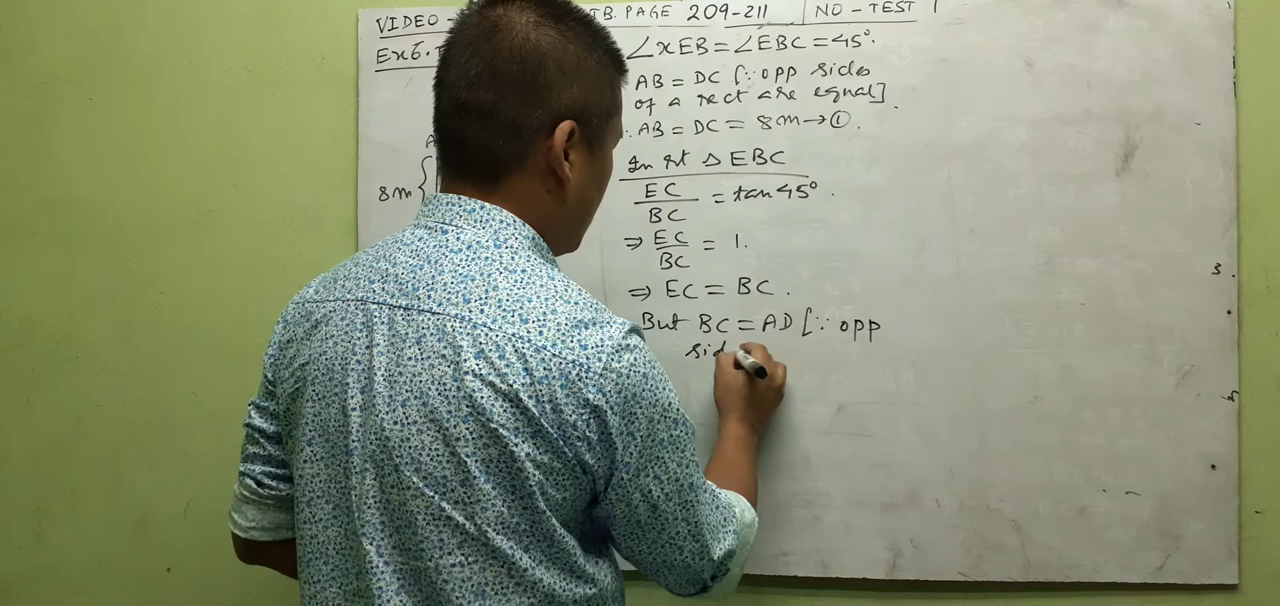 VIDEO - TB. PAGE 209-211 NO - TEST
Ex 6.
8m {
∠XEB = ∠EBC = 45°.
AB = DC [∵ opp sides
of a rect are equal].
∴ AB = DC = 8m → ①.
In rt △ EBC
EC/BC = tan 45°.
⇒ EC/BC = 1.
⇒ EC = BC.
But BC = AD [∵ opp
sid
3.